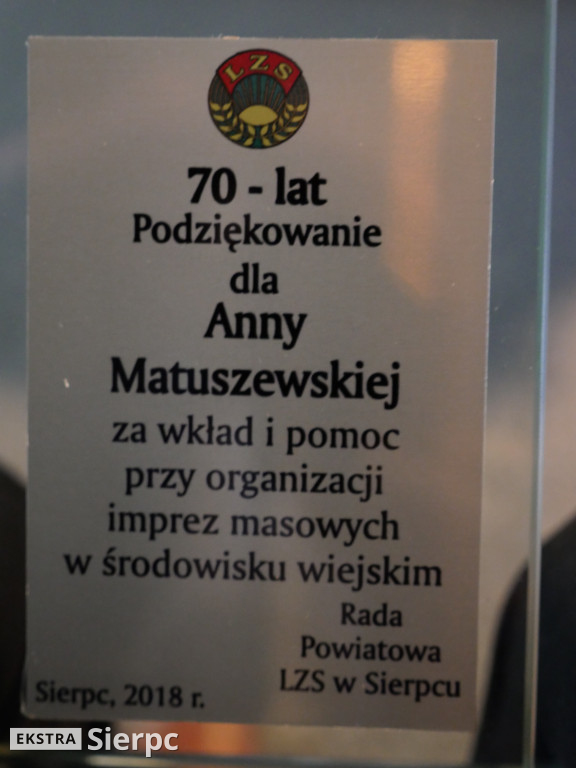 LZS
70 - lat
Podziękowanie
dla
Anny
Matuszewskiej
za wkład i pomoc
przy organizacji
imprez masowych
w środowisku wiejskim
Rada
Powiatowa
LZS w Sierpcu
Sierpc, 2018 r.
EKSTRA Sierpc